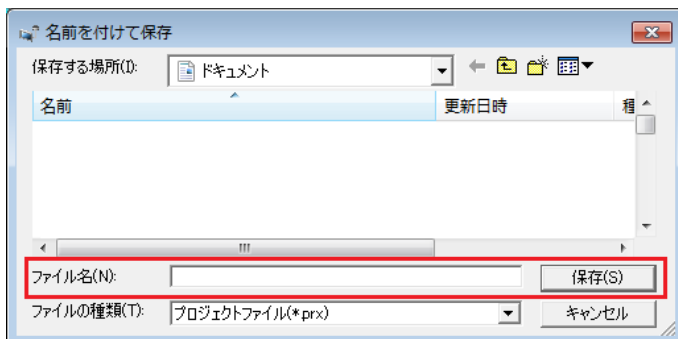 名前を付けて保存
保存する場所(I): ドキュメント
名前 更新日時 種
ファイル名(N): 保存(S)
ファイルの種類(T): プロジェクトファイル(*.prx) キャンセル